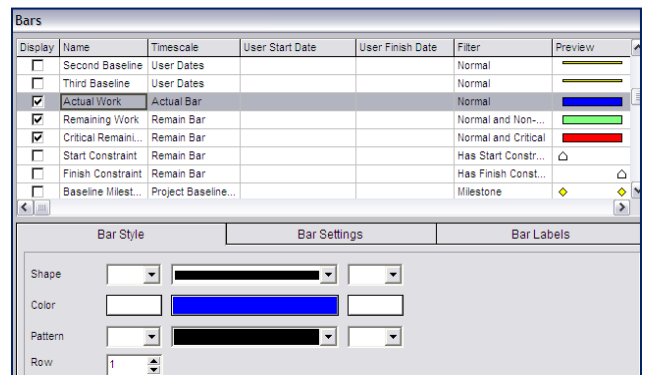 Bars
Display Name Timescale User Start Date User Finish Date Filter Preview
Second Baseline User Dates Normal
Third Baseline User Dates Normal
Actual Work Actual Bar Normal
Remaining Work Remain Bar Normal and Non-...
Critical Remaini... Remain Bar Normal and Critical
Start Constraint Remain Bar Has Start Constr...
Finish Constraint Remain Bar Has Finish Const...
Baseline Milest... Project Baseline... Milestone
Bar Style Bar Settings Bar Labels
Shape
Color
Pattern
Row 1